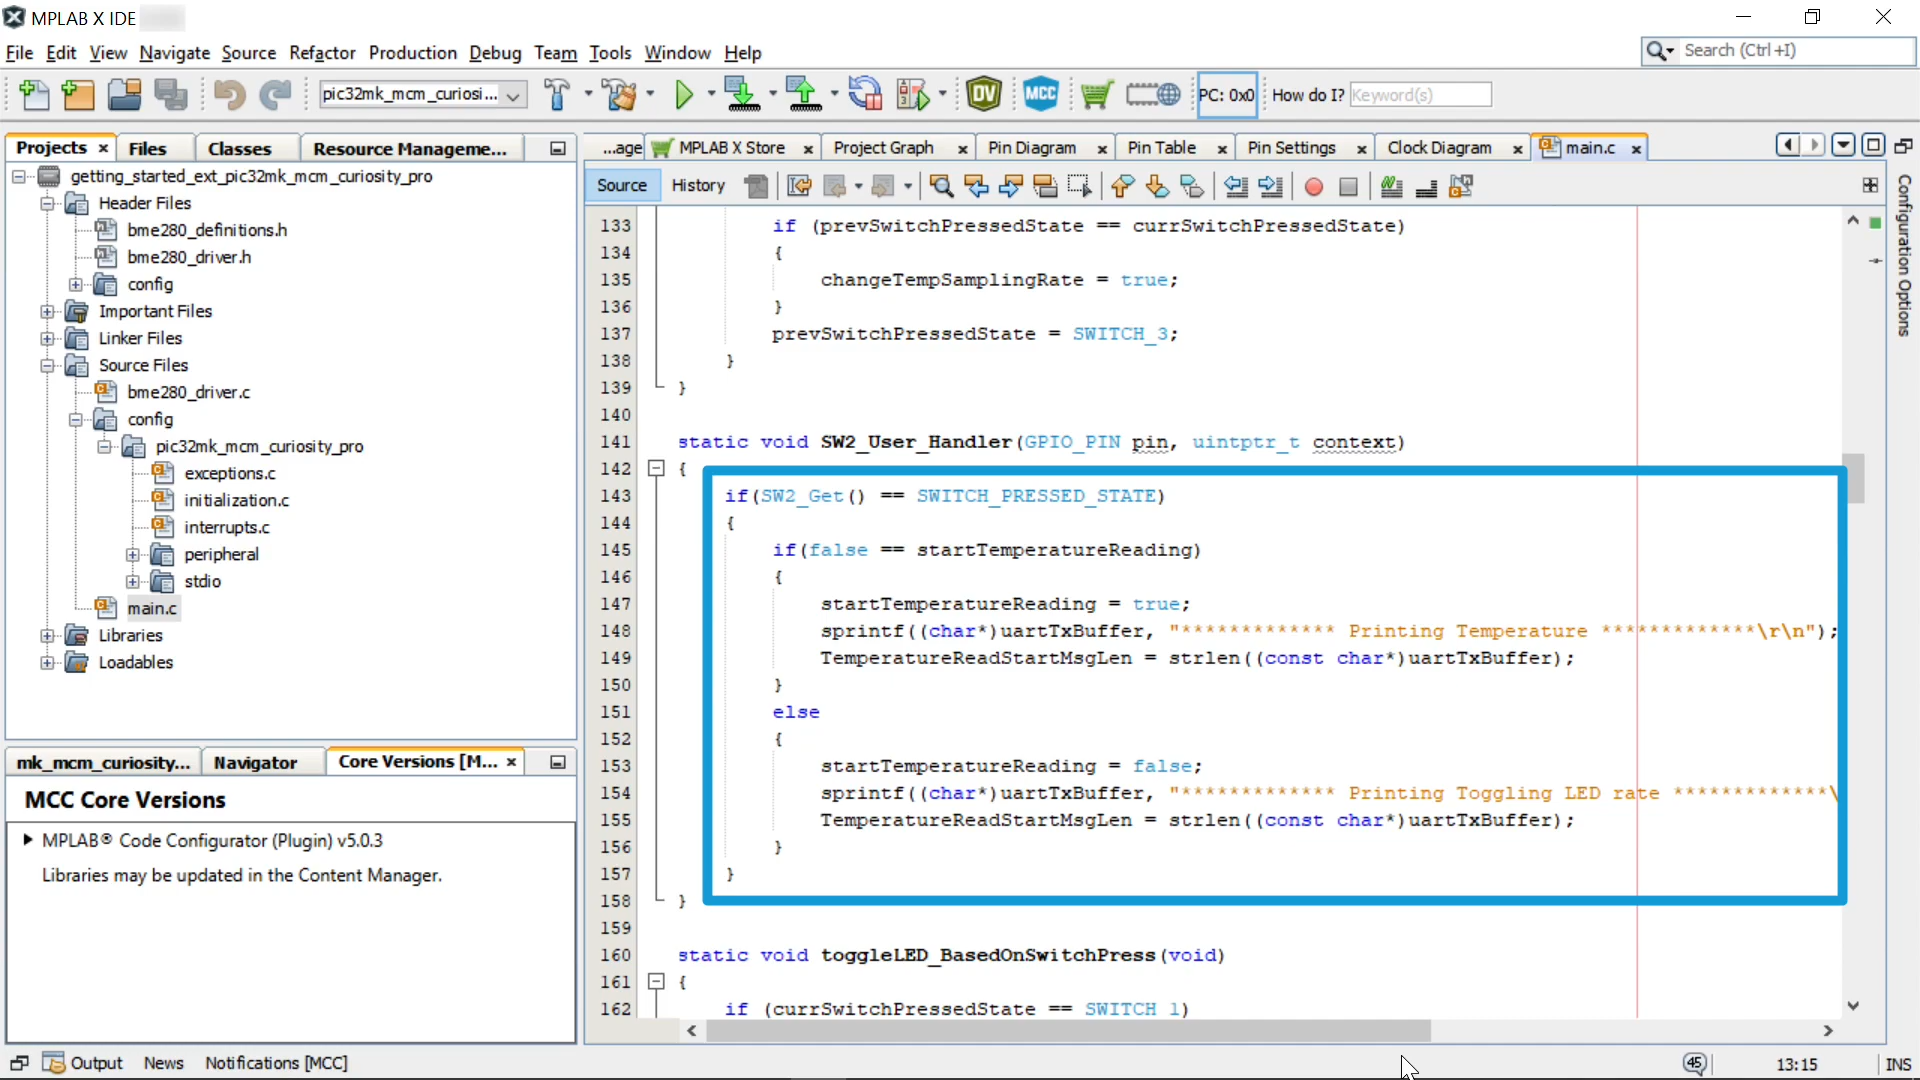 MPLAB X IDE
File Edit View Navigate Source Refactor Production Debug Team Tools Window Help
Search (Ctrl+I)
pic32mk_mcm_curiosi...
DV
MCC
PC: 0x0
How do I? Keyword(s)
Projects Files Classes Resource Manageme...
getting_started_ext_pic32mk_mcm_curiosity_pro
Header Files
bme280_definitions.h
bme280_driver.h
config
Important Files
Linker Files
Source Files
bme280_driver.c
config
pic32mk_mcm_curiosity_pro
exceptions.c
initialization.c
interrupts.c
peripheral
stdio
main.c
Libraries
Loadables
mk_mcm_curiosity... Navigator Core Versions [M...
MCC Core Versions
MPLAB® Code Configurator (Plugin) v5.0.3
Libraries may be updated in the Content Manager.
...age MPLAB X Store Project Graph Pin Diagram Pin Table Pin Settings Clock Diagram main.c
Source History
133 if (prevSwitchPressedState == currSwitchPressedState)
134 {
135 changeTempSamplingRate = true;
136 }
137 prevSwitchPressedState = SWITCH_3;
138 }
139 }
140
141 static void SW2_User_Handler(GPIO_PIN pin, uintptr_t context)
142 {
143 if(SW2_Get() == SWITCH_PRESSED_STATE)
144 {
145 if(false == startTemperatureReading)
146 {
147 startTemperatureReading = true;
148 sprintf((char*)uartTxBuffer, "************* Printing Temperature *************\r\n");
149 TemperatureReadStartMsgLen = strlen((const char*)uartTxBuffer);
150 }
151 else
152 {
153 startTemperatureReading = false;
154 sprintf((char*)uartTxBuffer, "************* Printing Toggling LED rate *************\
155 TemperatureReadStartMsgLen = strlen((const char*)uartTxBuffer);
156 }
157 }
158 }
159
160 static void toggleLED_BasedOnSwitchPress(void)
161 {
162 if (currSwitchPressedState == SWITCH_1)
Configuration Options
Output News Notifications [MCC]
45
13:15
INS